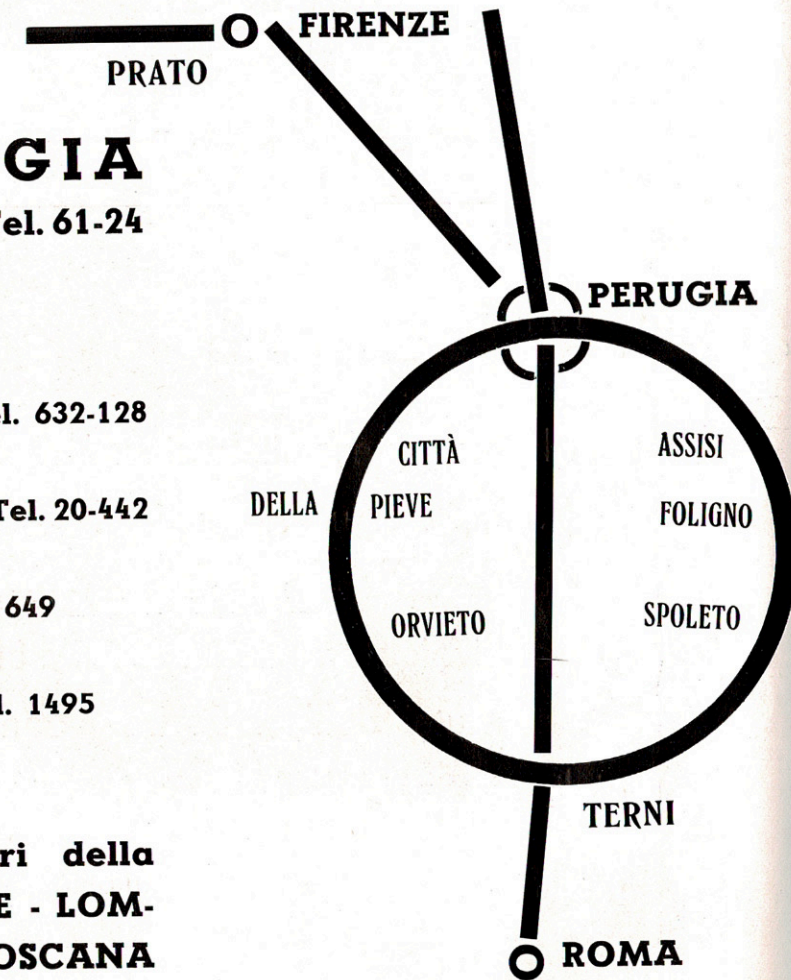 FIRENZE
PRATO
GIA
Tel. 61-24
PERUGIA
632-128
CITTÀ
ASSISI
Tel. 20-442
DELLA PIEVE
FOLIGNO
649
ORVIETO
SPOLETO
1495
TERNI
della
E - LOM-
OSCANA
ROMA